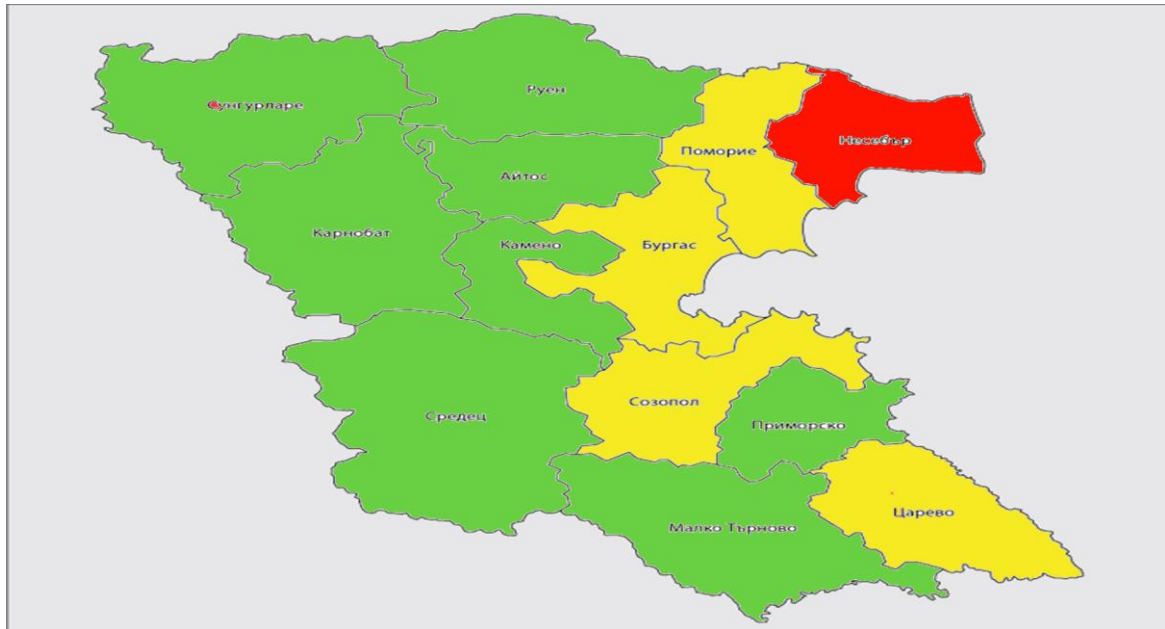 Руен
Сунгурларе
Несебър
Поморие
Айтос
Карнобат
Камено
Бургас
Созопол
Средец
Приморско
Царево
Малко Търново